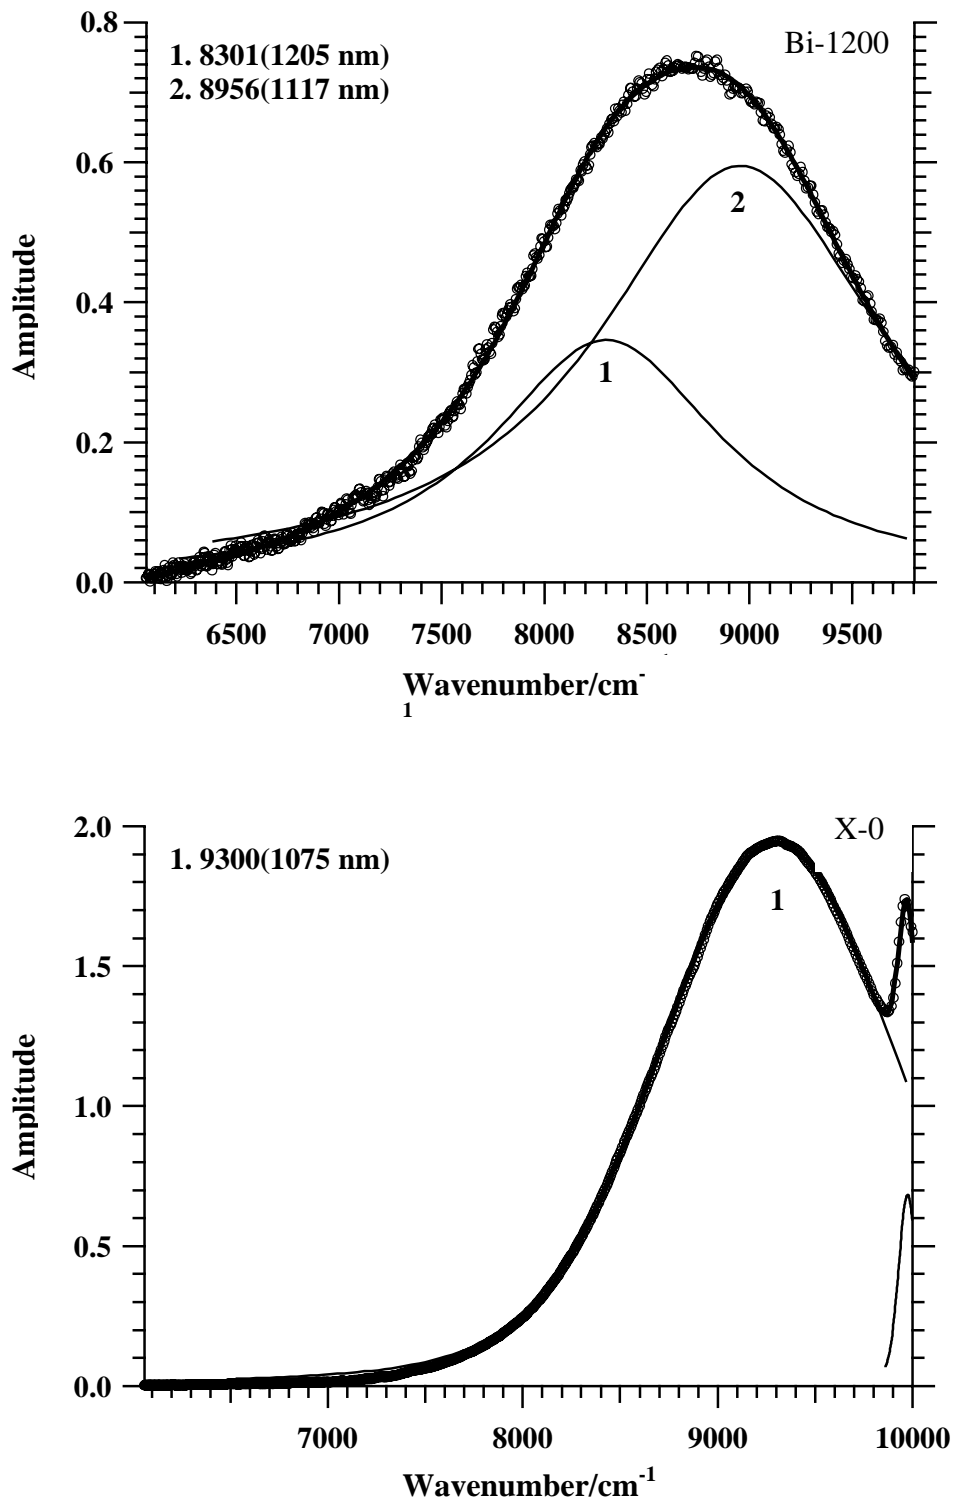 0.8
1. 8301(1205 nm)
2. 8956(1117 nm)
Bi-1200
0.6
2
0.4
Amplitude
1
0.2
0.0
6500 7000 7500 8000 8500 9000 9500
Wavenumber/cm-
1
2.0
1. 9300(1075 nm)
X-0
1
1.5
1.0
Amplitude
0.5
0.0
7000 8000 9000 10000
Wavenumber/cm-1